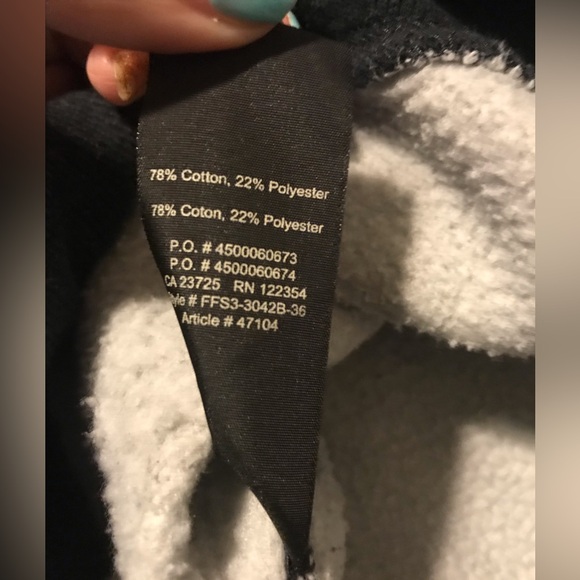 78% Cotton, 22% Polyester
78% Coton, 22% Polyester
P.O. # 4500060673
P.O. # 4500060674
CA 23725 RN 122354
# FFS3-3042B-36
Article # 47104